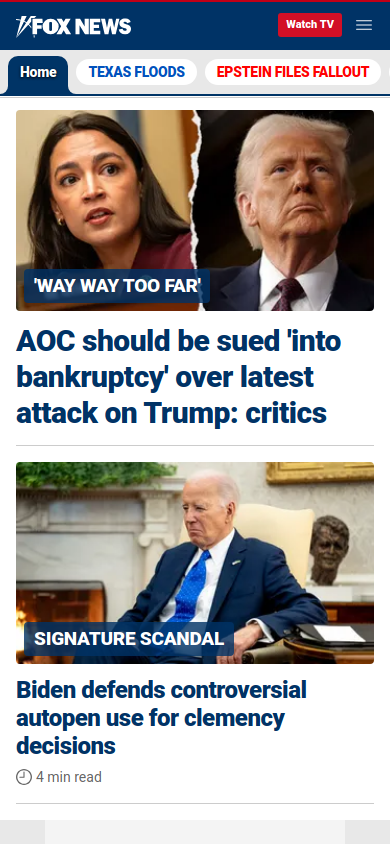 FOX NEWS
Watch TV
Home
TEXAS FLOODS
EPSTEIN FILES FALLOUT
'WAY WAY TOO FAR'
AOC should be sued 'into
bankruptcy' over latest
attack on Trump: critics
SIGNATURE SCANDAL
Biden defends controversial
autopen use for clemency
decisions
4 min read